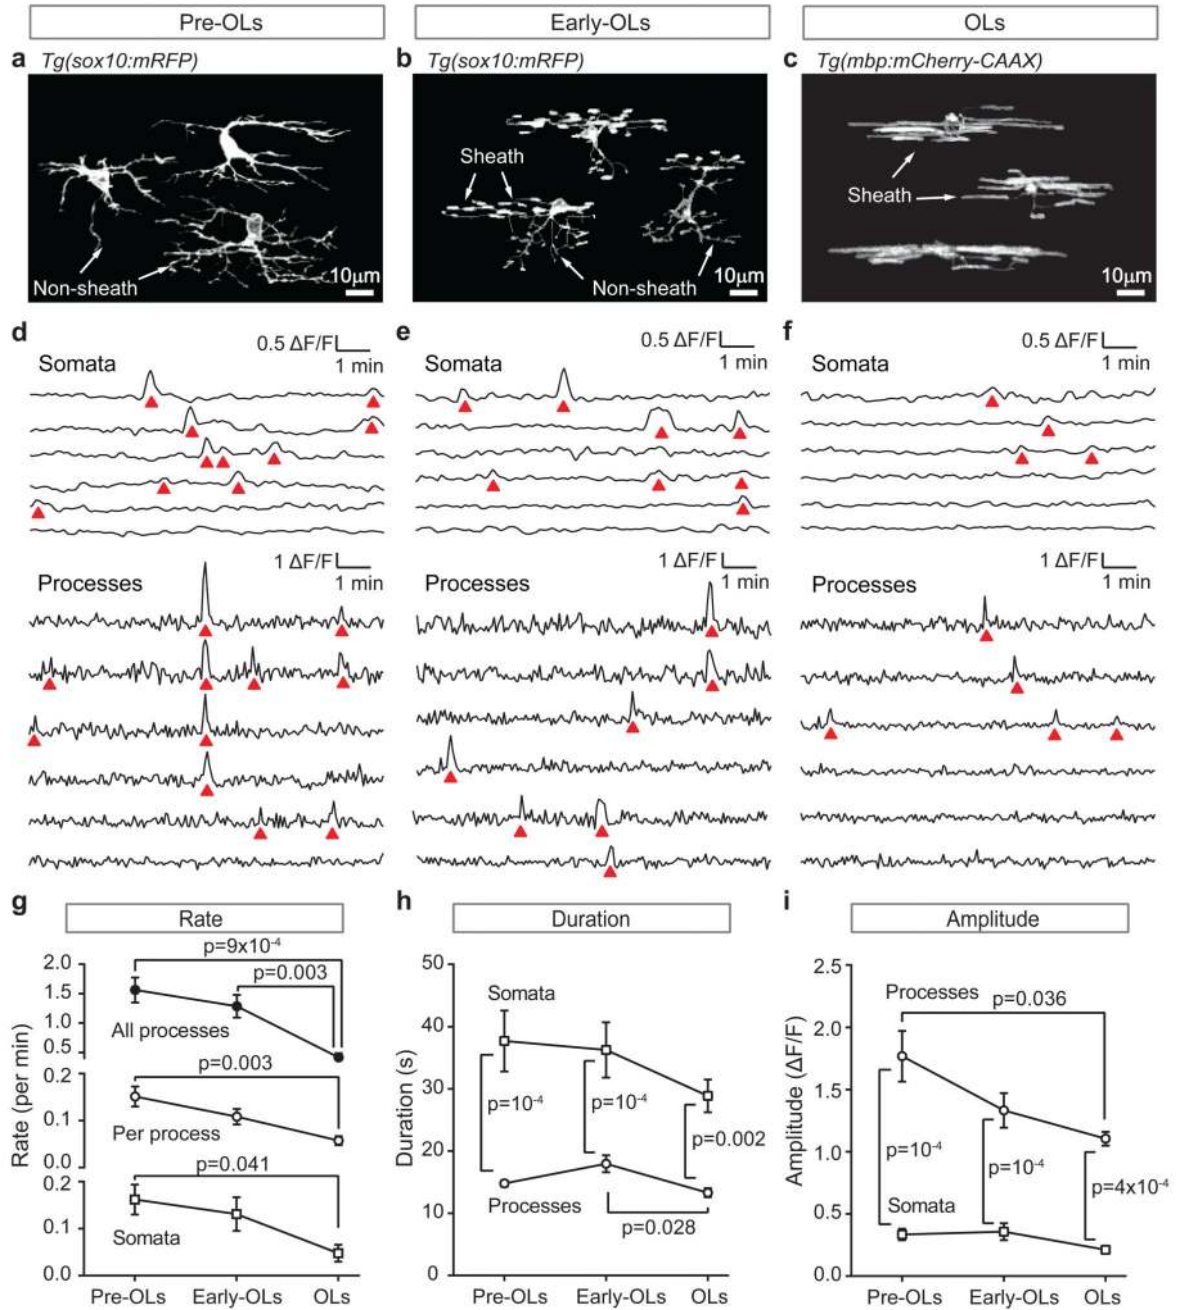 Pre-OLs
Early-OLs
OLs
a Tg(sox10:mRFP)
b Tg(sox10:mRFP)
c Tg(mbp:mCherry-CAAX)
Non-sheath
10µm
Sheath
Non-sheath
10µm
Sheath
10µm
d
Somata
0.5 ΔF/F
1 min
Processes
1 ΔF/F
1 min
e
Somata
0.5 ΔF/F
1 min
Processes
1 ΔF/F
1 min
f
Somata
0.5 ΔF/F
1 min
Processes
1 ΔF/F
1 min
g
Rate
Rate (per min)
2.0
1.5
1.0
0.5
0.2
0.1
0.0
0.2
0.1
0.0
p=9x10-4
p=0.003
All processes
p=0.003
Per process
p=0.041
Somata
Pre-OLs Early-OLs OLs
h
Duration
Duration (s)
50
40
30
20
10
0
Somata
p=10-4
p=10-4
p=0.002
Processes
p=0.028
Pre-OLs Early-OLs OLs
i
Amplitude
Amplitude (ΔF/F)
2.5
2.0
1.5
1.0
0.5
0.0
Processes
p=0.036
p=10-4
p=10-4
p=4x10-4
Somata
Pre-OLs Early-OLs OLs